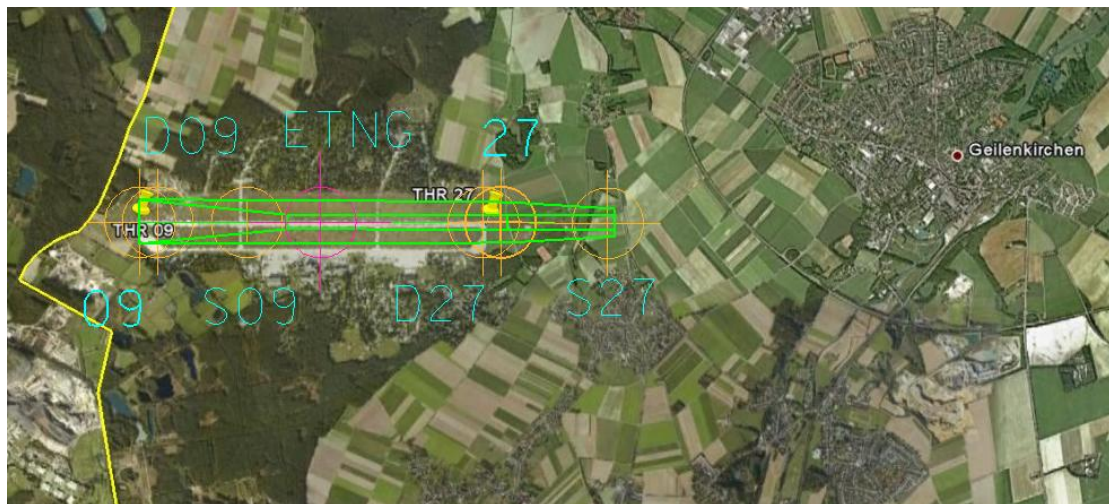 D09 ETNG 27
Geilenkirchen
THR 27
THR 09
09 S09 D27 S27